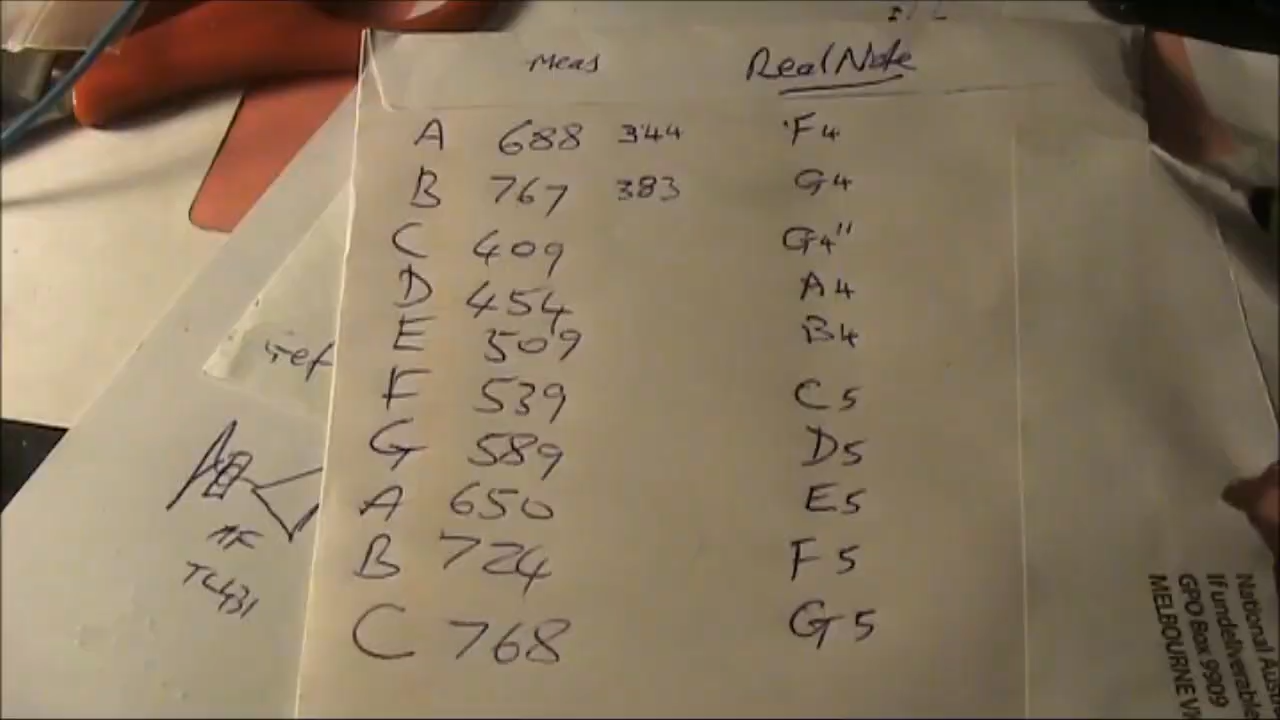 Meas Real Note
A 688 344 F4
B 767 383 G4
C 409 G4"
D 454 A4
E 509 B4
F 539 C5
G 589 D5
A 650 E5
B 724 F5
C 768 G5
National Aust
If undeliverable
GPO Box 9909
MELBOURNE V